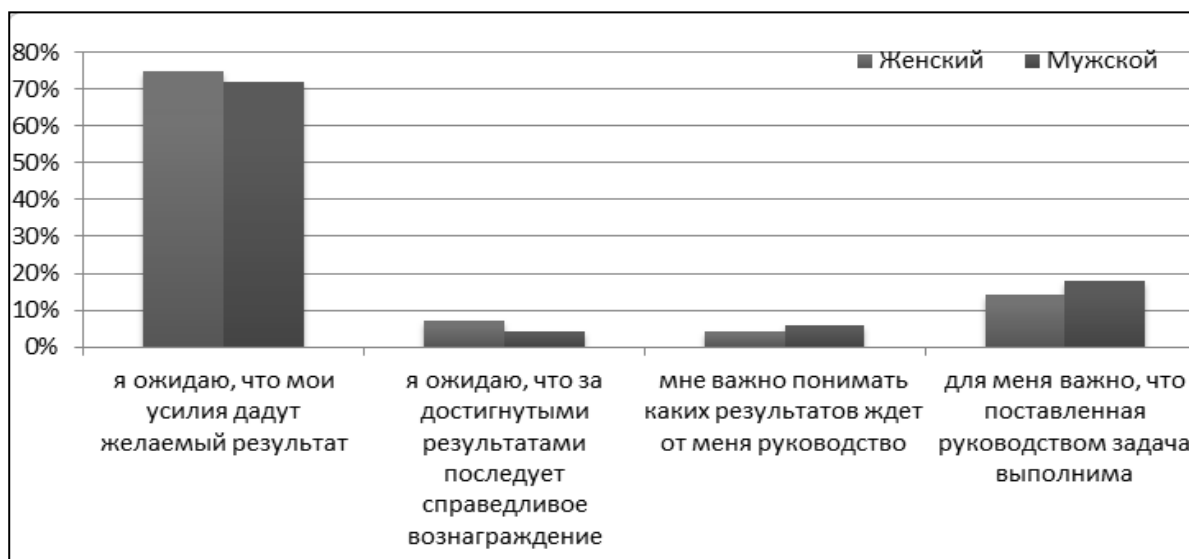 80%
70%
60%
50%
40%
30%
20%
10%
0%
Женский Мужской
я ожидаю, что мои
усилия дадут
желаемый результат
я ожидаю, что за
достигнутыми
результатами
последует
справедливое
вознаграждение
мне важно понимать
каких результатов ждет
от меня руководство
для меня важно, что
поставленная
руководством задача
выполнима